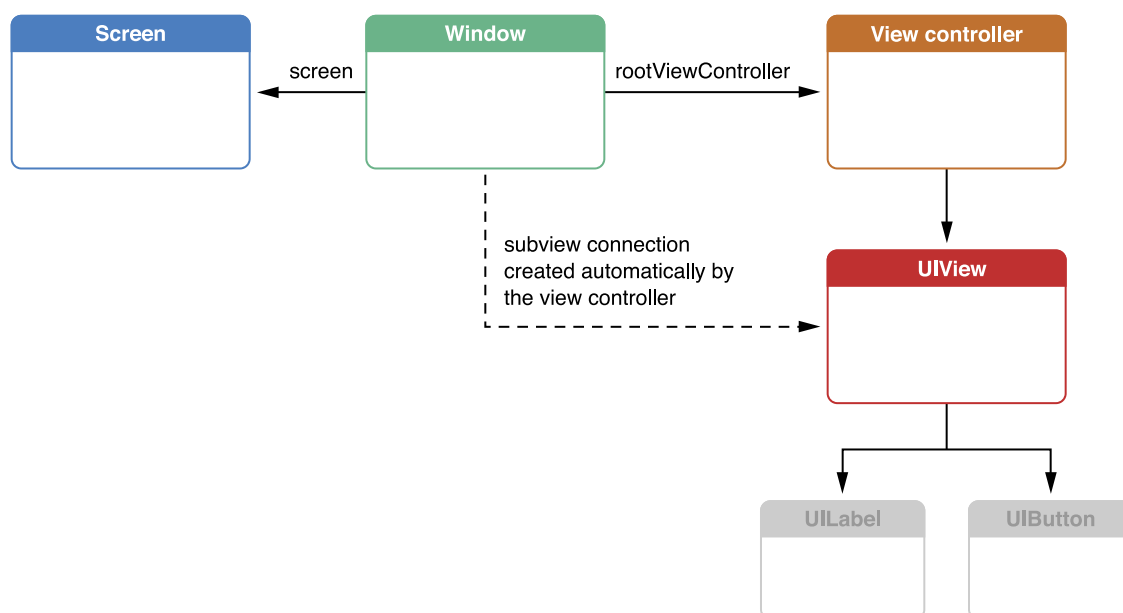 Screen
Window
View controller
screen
rootViewController
subview connection
created automatically by
the view controller
UIView
UILabel
UIButton